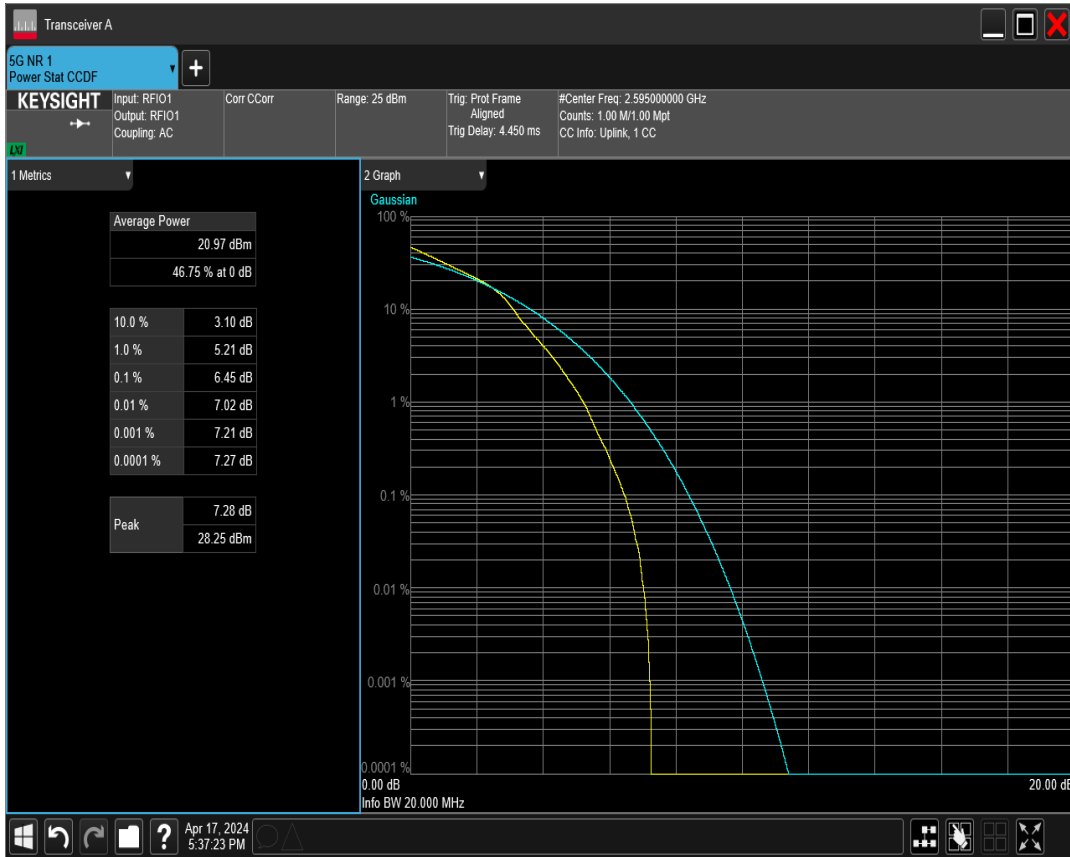 Transceiver A
5G NR 1
Power Stat CCDF
+
KEYSIGHT
LXI
Input: RFIO1
Output: RFIO1
Coupling: AC
Corr CCorr
Range: 25 dBm
Trig: Prot Frame
Aligned
Trig Delay: 4.450 ms
#Center Freq: 2.595000000 GHz
Counts: 1.00 M/1.00 Mpt
CC Info: Uplink, 1 CC
1 Metrics
Average Power
20.97 dBm
46.75 % at 0 dB
10.0 % 3.10 dB
1.0 % 5.21 dB
0.1 % 6.45 dB
0.01 % 7.02 dB
0.001 % 7.21 dB
0.0001 % 7.27 dB
Peak
7.28 dB
28.25 dBm
2 Graph
Gaussian
100 %
10 %
1 %
0.1 %
0.01 %
0.001 %
0.0001 %
0.00 dB 20.00 dB
Info BW 20.000 MHz
?
Apr 17, 2024
5:37:23 PM